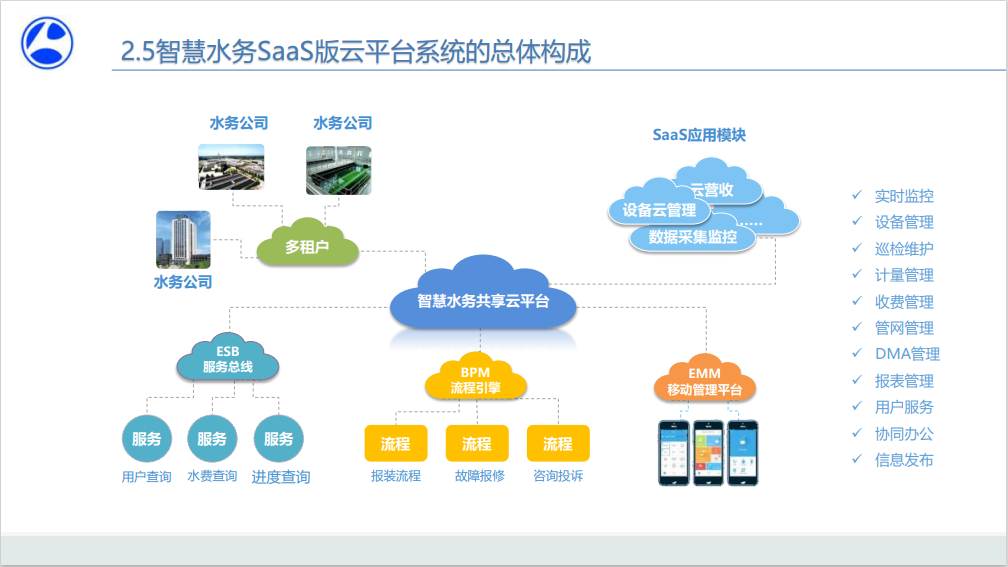 2.5智慧水务SaaS版云平台系统的总体构成
水务公司
水务公司
水务公司
多租户
SaaS应用模块
云营收
设备云管理
......
数据采集监控
智慧水务共享云平台
ESB
服务总线
服务
服务
服务
用户查询
水费查询
进度查询
BPM
流程引擎
流程
流程
流程
报装流程
故障报修
咨询投诉
EMM
移动管理平台
✓ 实时监控
✓ 设备管理
✓ 巡检维护
✓ 计量管理
✓ 收费管理
✓ 管网管理
✓ DMA管理
✓ 报表管理
✓ 用户服务
✓ 协同办公
✓ 信息发布